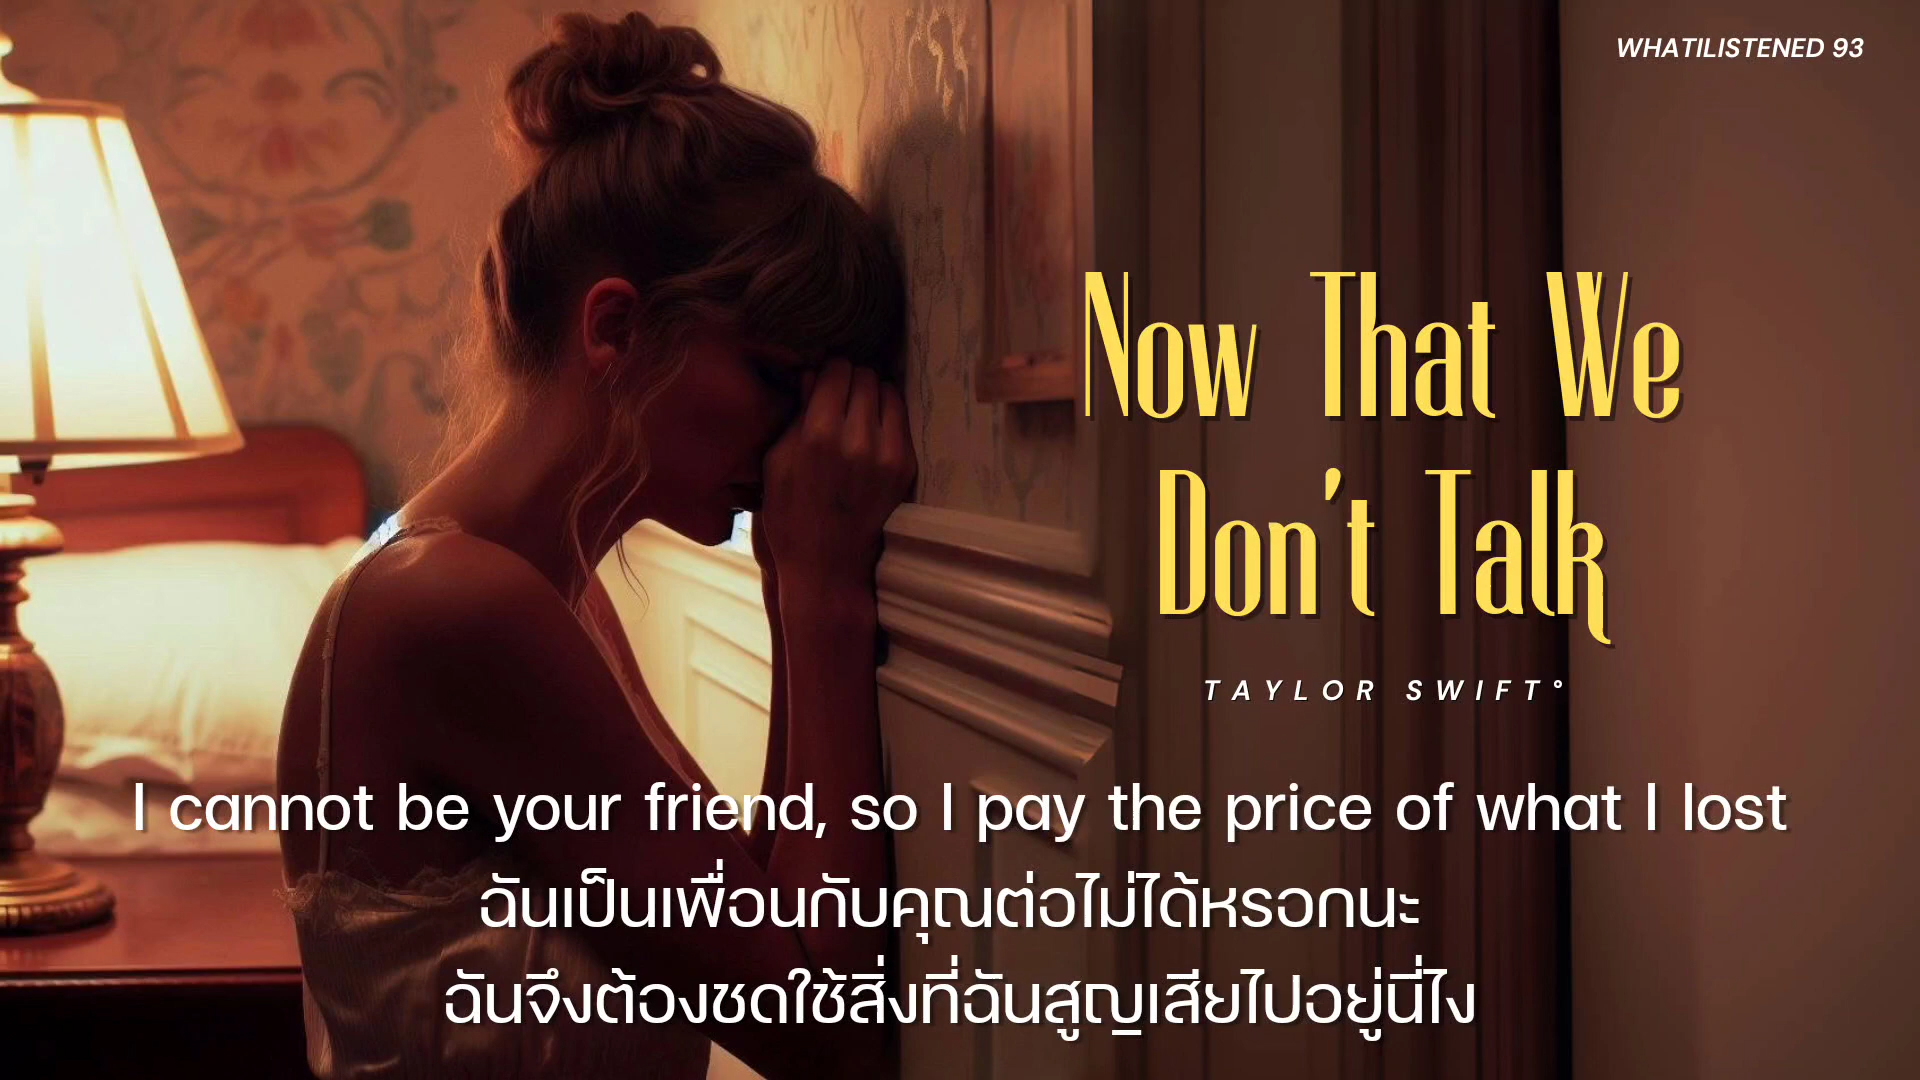 WHATILISTENED 93
Now That We
Don't Talk
TAYLOR SWIFT°
I cannot be your friend, so I pay the price of what I lost
ฉันเป็นเพื่อนกับคุณต่อไม่ได้หรอกนะ
ฉันจึงต้องชดใช้สิ่งที่ฉันสูญเสียไปอยู่นี่ไง